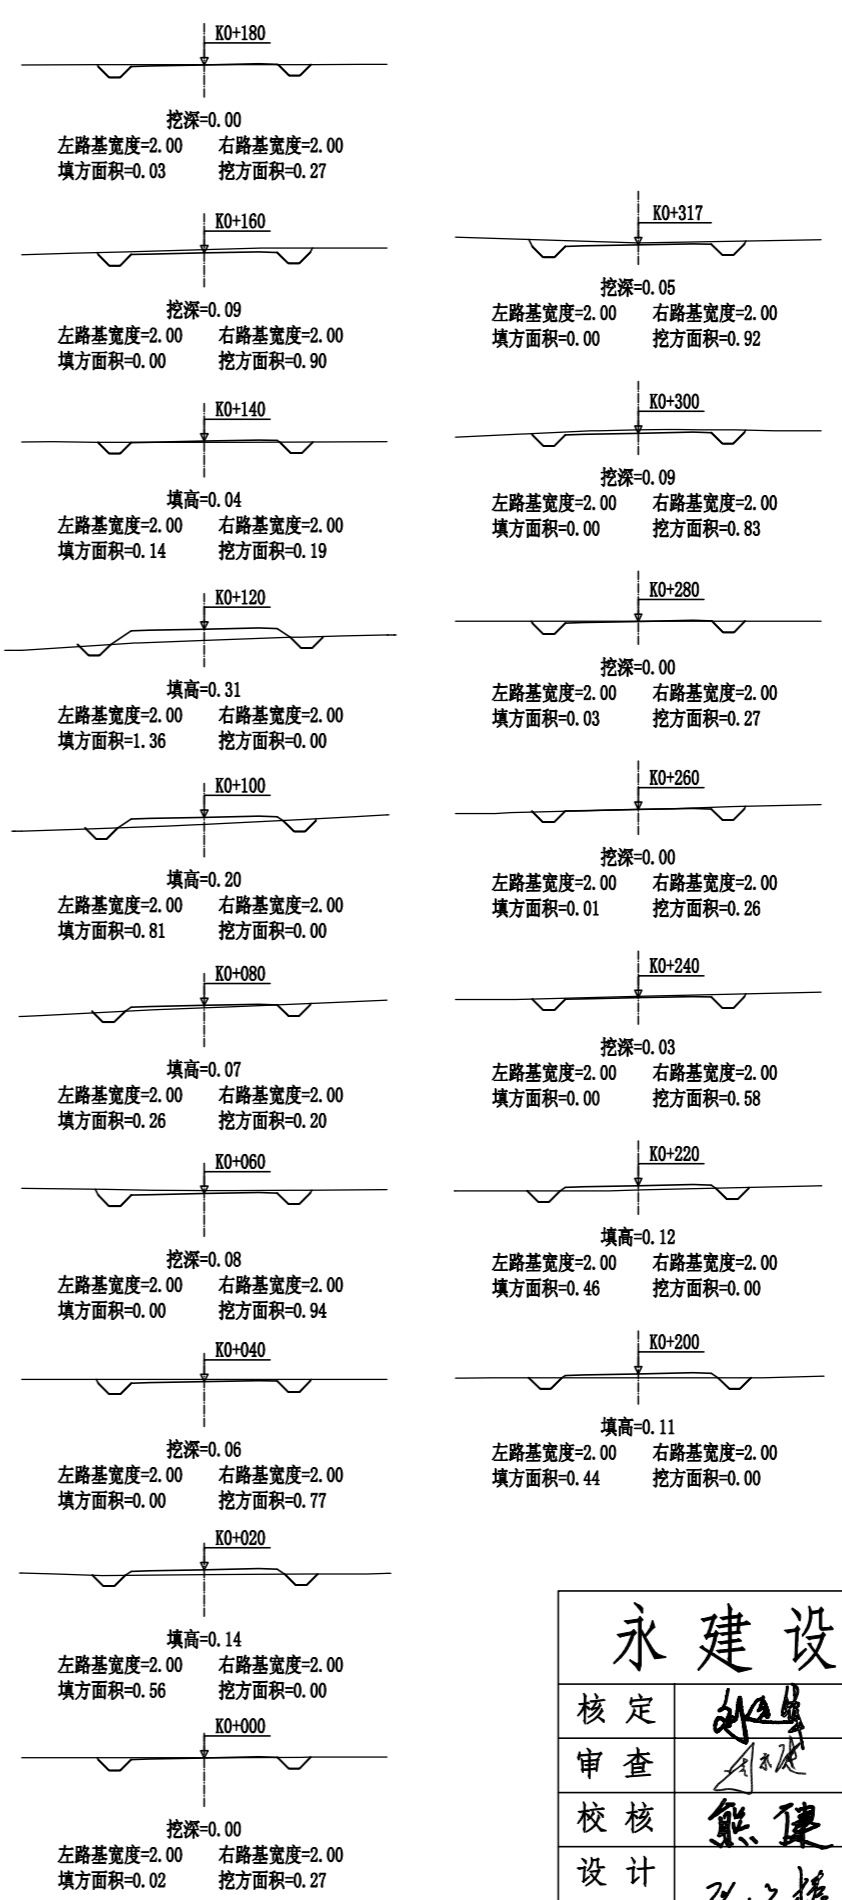 K0+180
挖深=0.00
左路基宽度=2.00 右路基宽度=2.00
填方面积=0.03 挖方面积=0.27
K0+160
挖深=0.09
左路基宽度=2.00 右路基宽度=2.00
填方面积=0.00 挖方面积=0.90
K0+140
填高=0.04
左路基宽度=2.00 右路基宽度=2.00
填方面积=0.14 挖方面积=0.19
K0+120
填高=0.31
左路基宽度=2.00 右路基宽度=2.00
填方面积=1.36 挖方面积=0.00
K0+100
填高=0.20
左路基宽度=2.00 右路基宽度=2.00
填方面积=0.81 挖方面积=0.00
K0+080
填高=0.07
左路基宽度=2.00 右路基宽度=2.00
填方面积=0.26 挖方面积=0.20
K0+060
挖深=0.08
左路基宽度=2.00 右路基宽度=2.00
填方面积=0.00 挖方面积=0.94
K0+040
挖深=0.06
左路基宽度=2.00 右路基宽度=2.00
填方面积=0.00 挖方面积=0.77
K0+020
填高=0.14
左路基宽度=2.00 右路基宽度=2.00
填方面积=0.56 挖方面积=0.00
K0+000
挖深=0.00
左路基宽度=2.00 右路基宽度=2.00
填方面积=0.02 挖方面积=0.27
K0+317
挖深=0.05
左路基宽度=2.00 右路基宽度=2.00
填方面积=0.00 挖方面积=0.92
K0+300
挖深=0.09
左路基宽度=2.00 右路基宽度=2.00
填方面积=0.00 挖方面积=0.83
K0+280
挖深=0.00
左路基宽度=2.00 右路基宽度=2.00
填方面积=0.03 挖方面积=0.27
K0+260
挖深=0.00
左路基宽度=2.00 右路基宽度=2.00
填方面积=0.01 挖方面积=0.26
K0+240
挖深=0.03
左路基宽度=2.00 右路基宽度=2.00
填方面积=0.00 挖方面积=0.58
K0+220
填高=0.12
左路基宽度=2.00 右路基宽度=2.00
填方面积=0.46 挖方面积=0.00
K0+200
填高=0.11
左路基宽度=2.00 右路基宽度=2.00
填方面积=0.44 挖方面积=0.00
永建设
核定
审查
校核 熊健
设计